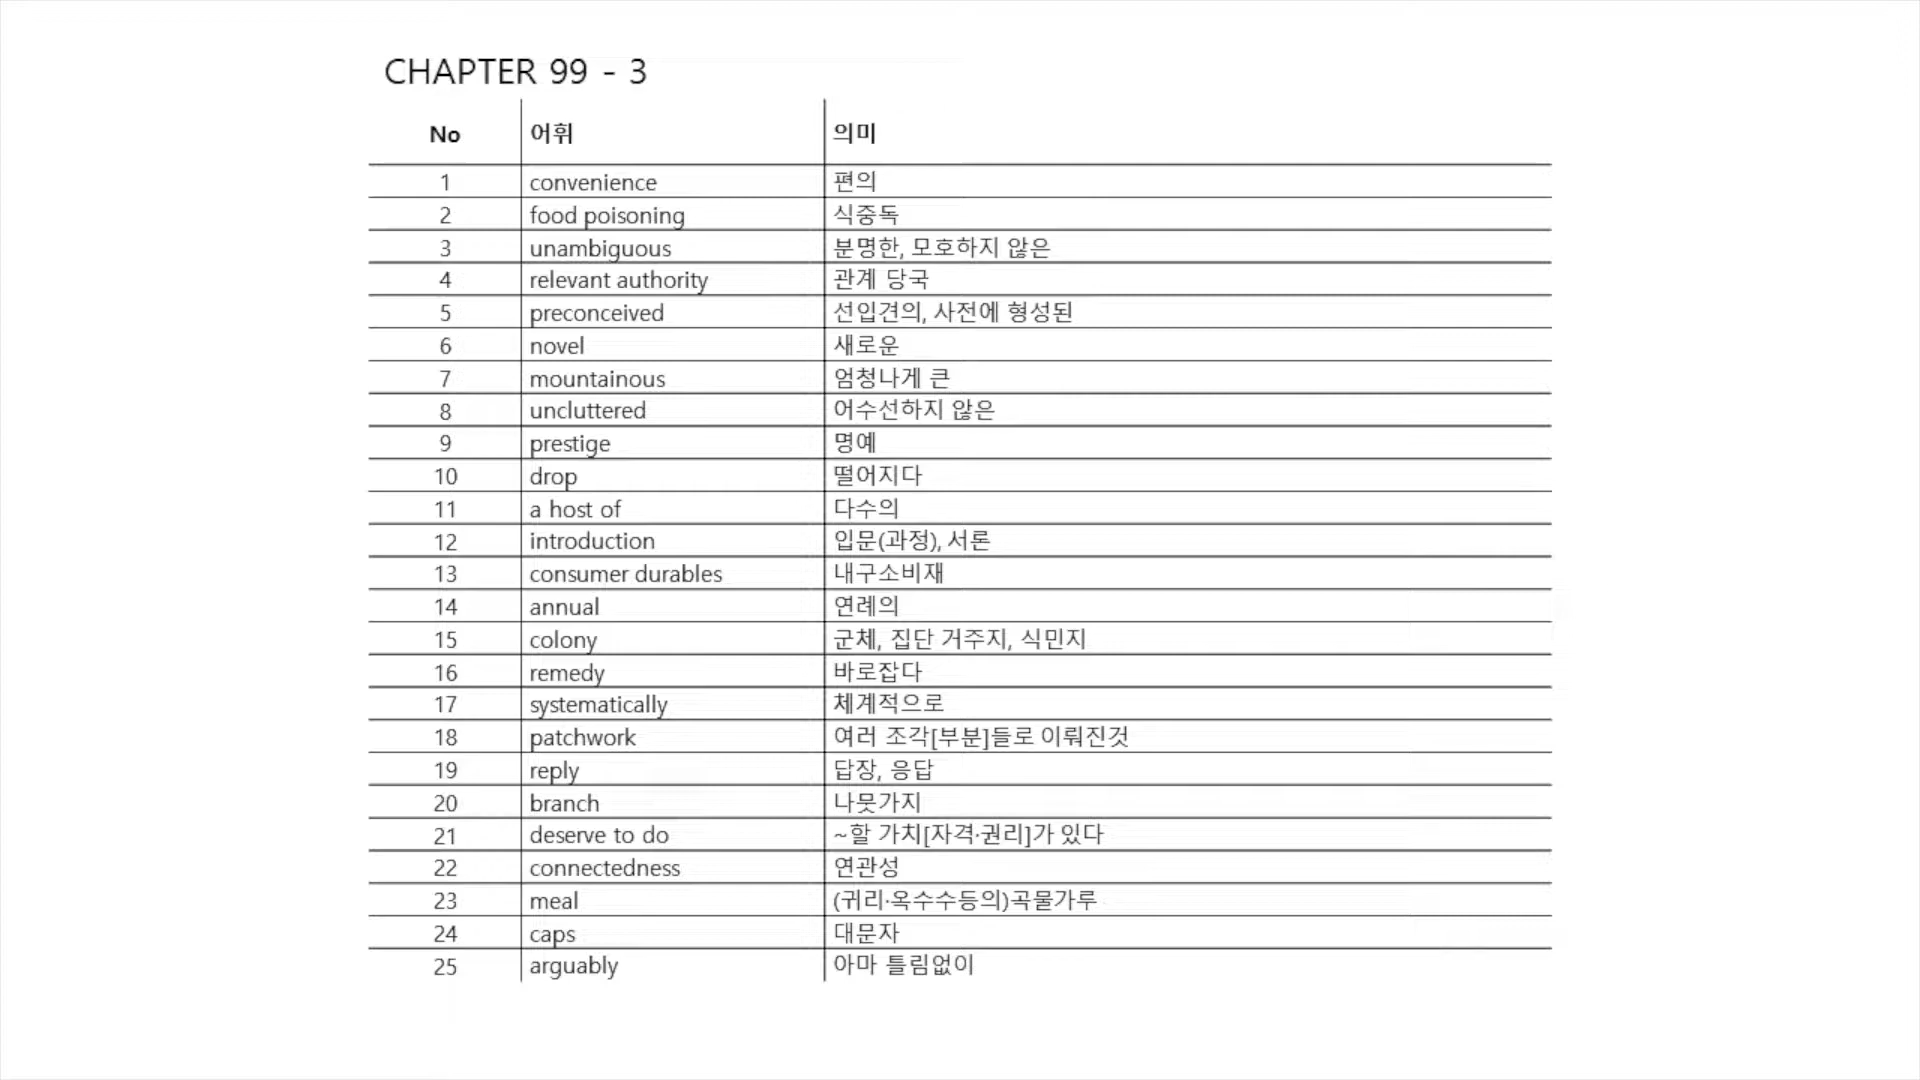 CHAPTER 99 - 3
No 어휘 의미
1 convenience 편의
2 food poisoning 식중독
3 unambiguous 분명한, 모호하지 않은
4 relevant authority 관계 당국
5 preconceived 선입견의, 사전에 형성된
6 novel 새로운
7 mountainous 엄청나게 큰
8 uncluttered 어수선하지 않은
9 prestige 명예
10 drop 떨어지다
11 a host of 다수의
12 introduction 입문(과정), 서론
13 consumer durables 내구소비재
14 annual 연례의
15 colony 군체, 집단 거주지, 식민지
16 remedy 바로잡다
17 systematically 체계적으로
18 patchwork 여러 조각[부분]들로 이뤄진것
19 reply 답장, 응답
20 branch 나뭇가지
21 deserve to do ~할 가치[자격·권리]가 있다
22 connectedness 연관성
23 meal (귀리·옥수수등의)곡물가루
24 caps 대문자
25 arguably 아마 틀림없이